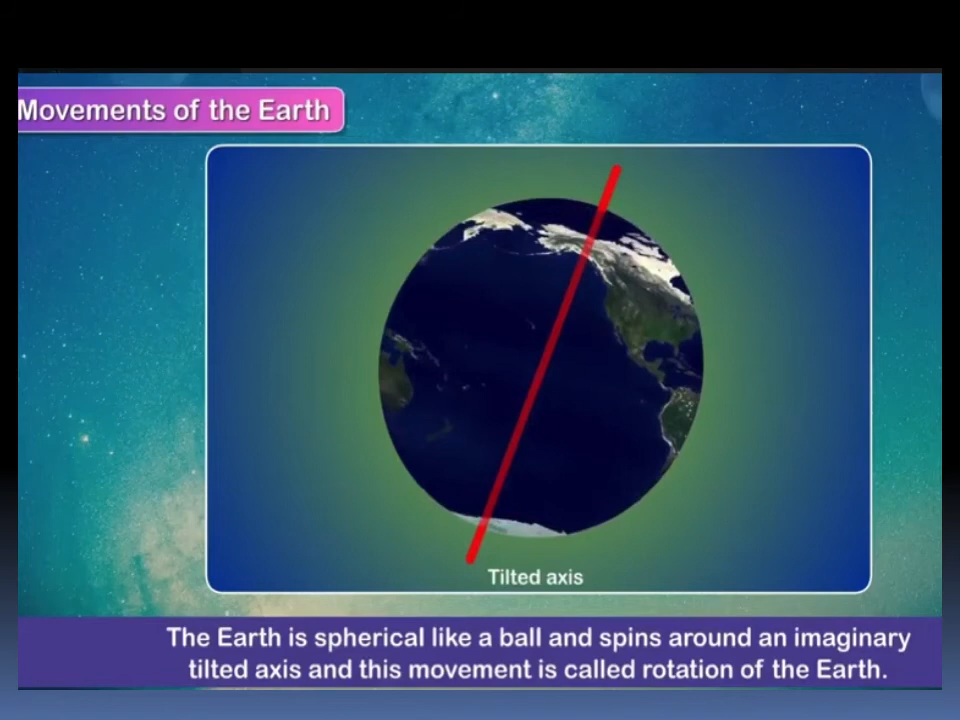 Movements of the Earth
Tilted axis
The Earth is spherical like a ball and spins around an imaginary
tilted axis and this movement is called rotation of the Earth.